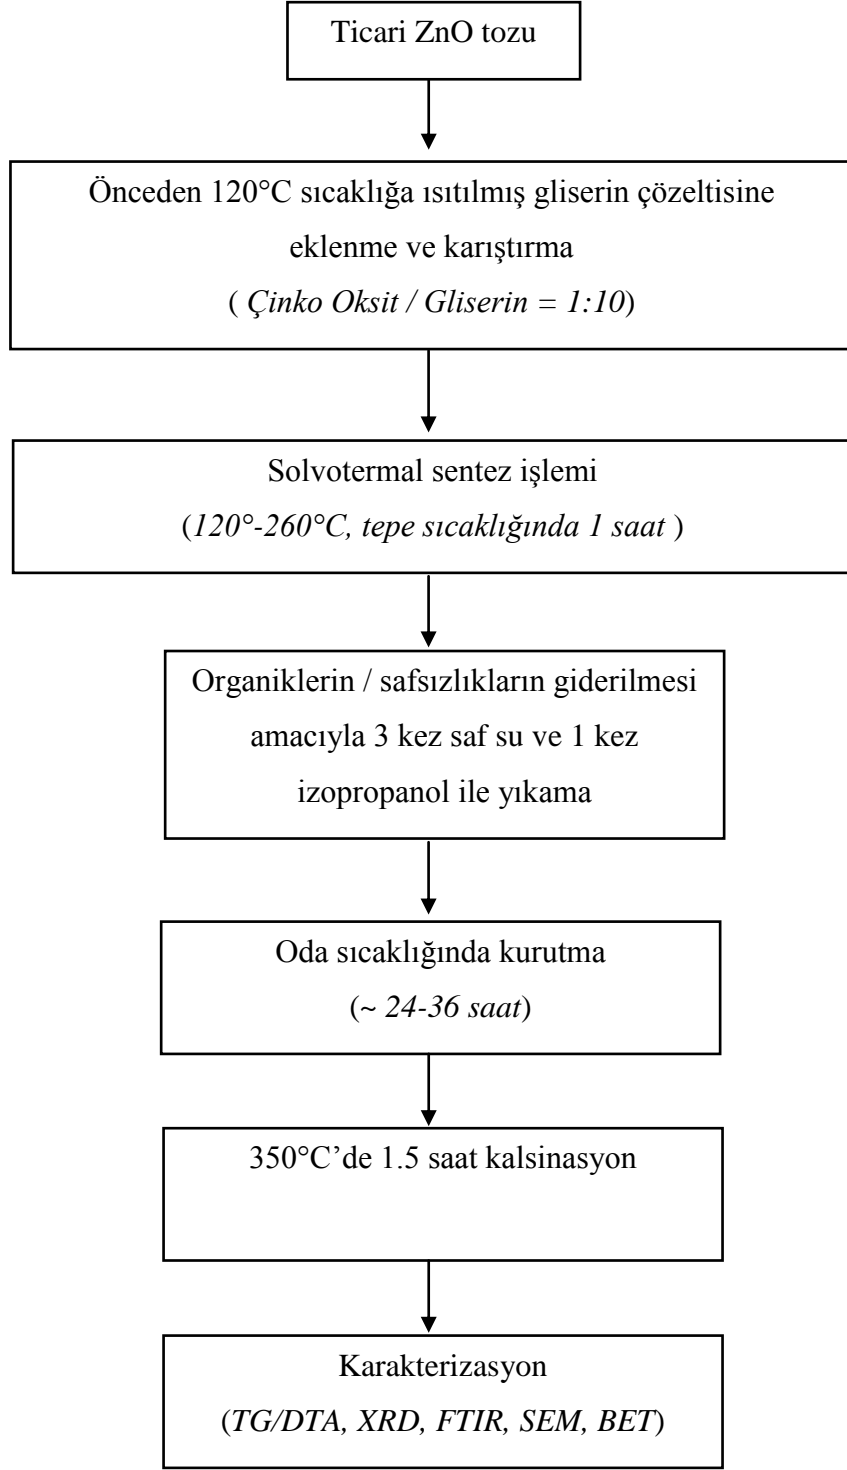 Ticari ZnO tozu
Önceden 120°C sıcaklığa ısıtılmış gliserin çözeltisine
eklenme ve karıştırma
( Çinko Oksit / Gliserin = 1:10)
Solvotermal sentez işlemi
(120°-260°C, tepe sıcaklığında 1 saat )
Organiklerin / safsızlıkların giderilmesi
amacıyla 3 kez saf su ve 1 kez
izopropanol ile yıkama
Oda sıcaklığında kurutma
(~ 24-36 saat)
350°C’de 1.5 saat kalsinasyon
Karakterizasyon
(TG/DTA, XRD, FTIR, SEM, BET)